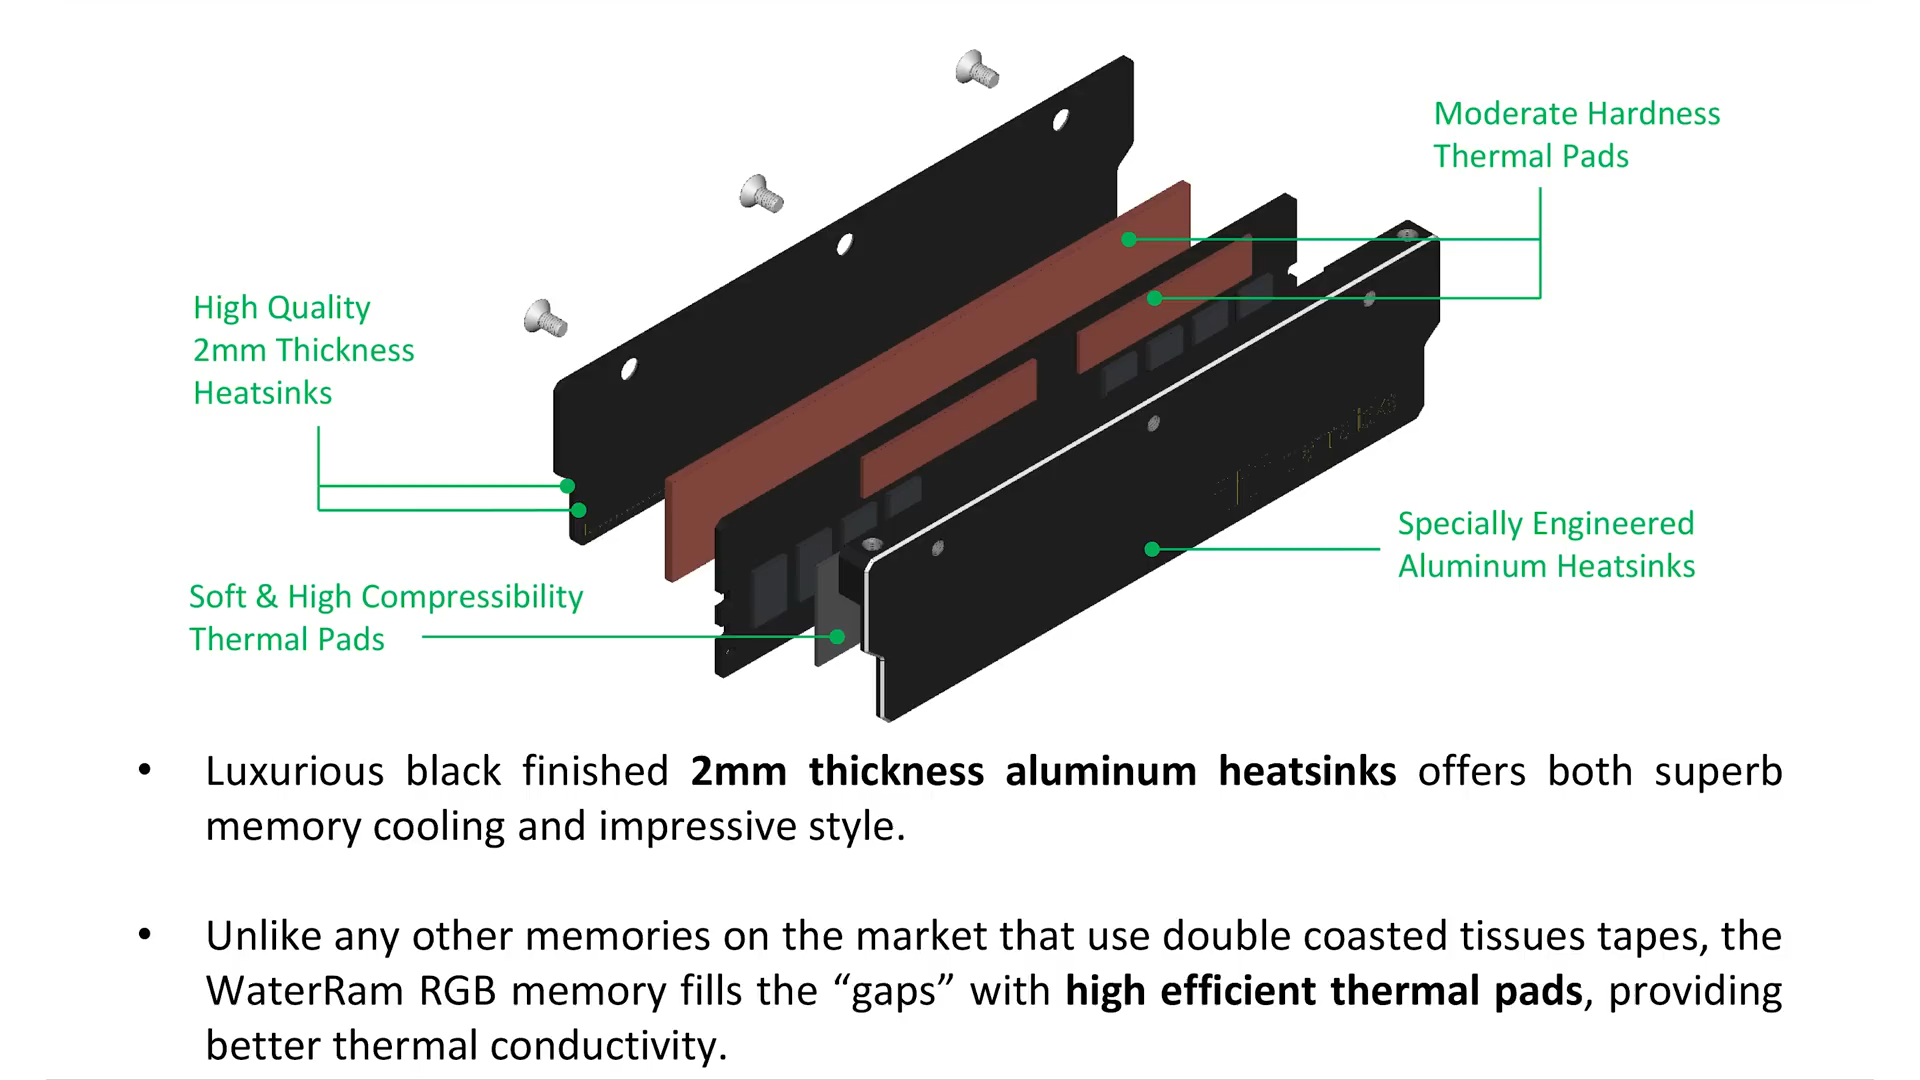 Moderate Hardness
Thermal Pads
High Quality
2mm Thickness
Heatsinks
Specially Engineered
Aluminum Heatsinks
Soft & High Compressibility
Thermal Pads
• Luxurious black finished 2mm thickness aluminum heatsinks offers both superb
memory cooling and impressive style.
• Unlike any other memories on the market that use double coasted tissues tapes, the
WaterRam RGB memory fills the “gaps” with high efficient thermal pads, providing
better thermal conductivity.